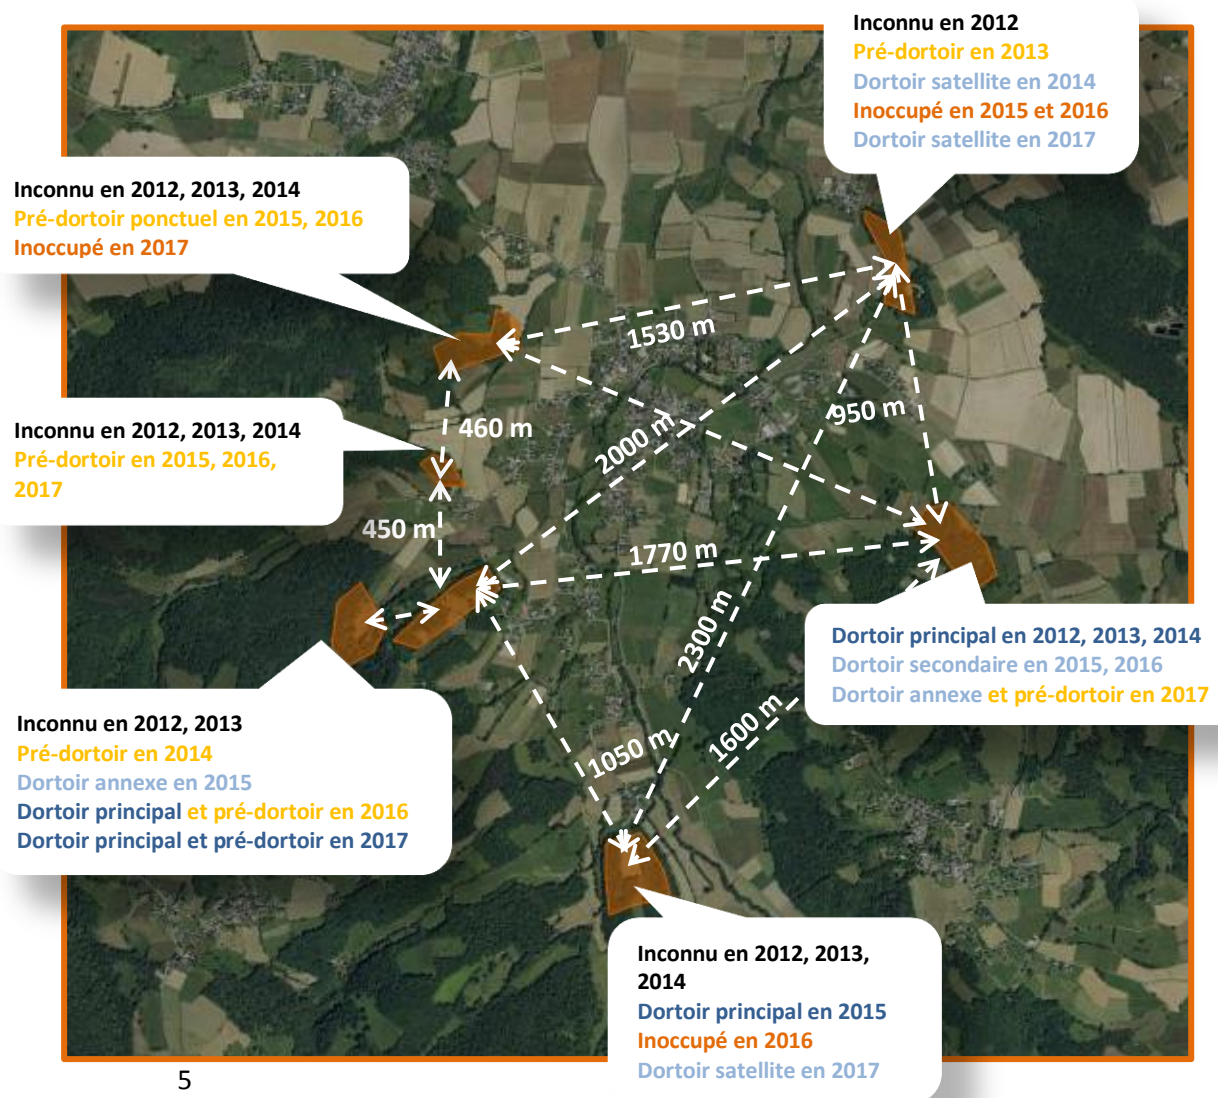 Inconnu en 2012
Pré-dortoir en 2013
Dortoir satellite en 2014
Inoccupé en 2015 et 2016
Dortoir satellite en 2017
Inconnu en 2012, 2013, 2014
Pré-dortoir ponctuel en 2015, 2016
Inoccupé en 2017
1530 m
950 m
460 m
2000 m
Inconnu en 2012, 2013, 2014
Pré-dortoir en 2015, 2016,
2017
450 m
1770 m
2300 m
Dortoir principal en 2012, 2013, 2014
Dortoir secondaire en 2015, 2016
Dortoir annexe et pré-dortoir en 2017
1050 m
1600 m
Inconnu en 2012, 2013
Pré-dortoir en 2014
Dortoir annexe en 2015
Dortoir principal et pré-dortoir en 2016
Dortoir principal et pré-dortoir en 2017
Inconnu en 2012, 2013,
2014
Dortoir principal en 2015
Inoccupé en 2016
Dortoir satellite en 2017
5